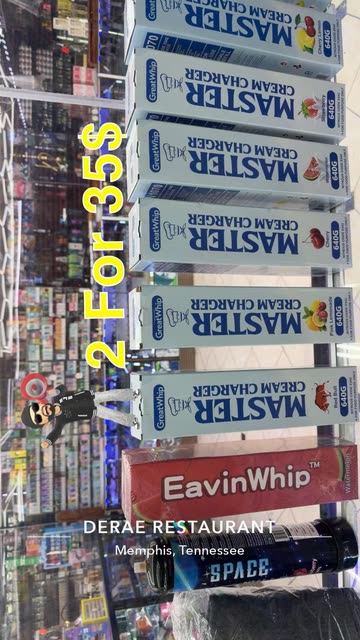 2 For 35$
GreatWhip
MASTER
CREAM CHARGER
640G
GreatWhip
MASTER
CREAM CHARGER
640G
GreatWhip
MASTER
CREAM CHARGER
640G
GreatWhip
MASTER
CREAM CHARGER
Cherry
640G
GreatWhip
MASTER
CREAM CHARGER
640G
GreatWhip
MASTER
CREAM CHARGER
640G
EavinWhip™
SPACE
DERAE RESTAURANT
Memphis, Tennessee